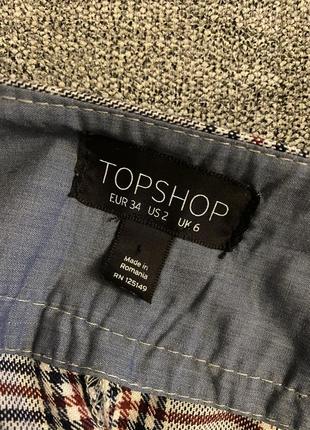 TOPSHOP
EUR 34 US 2 UK 6
Made in
Romania
RN 125149